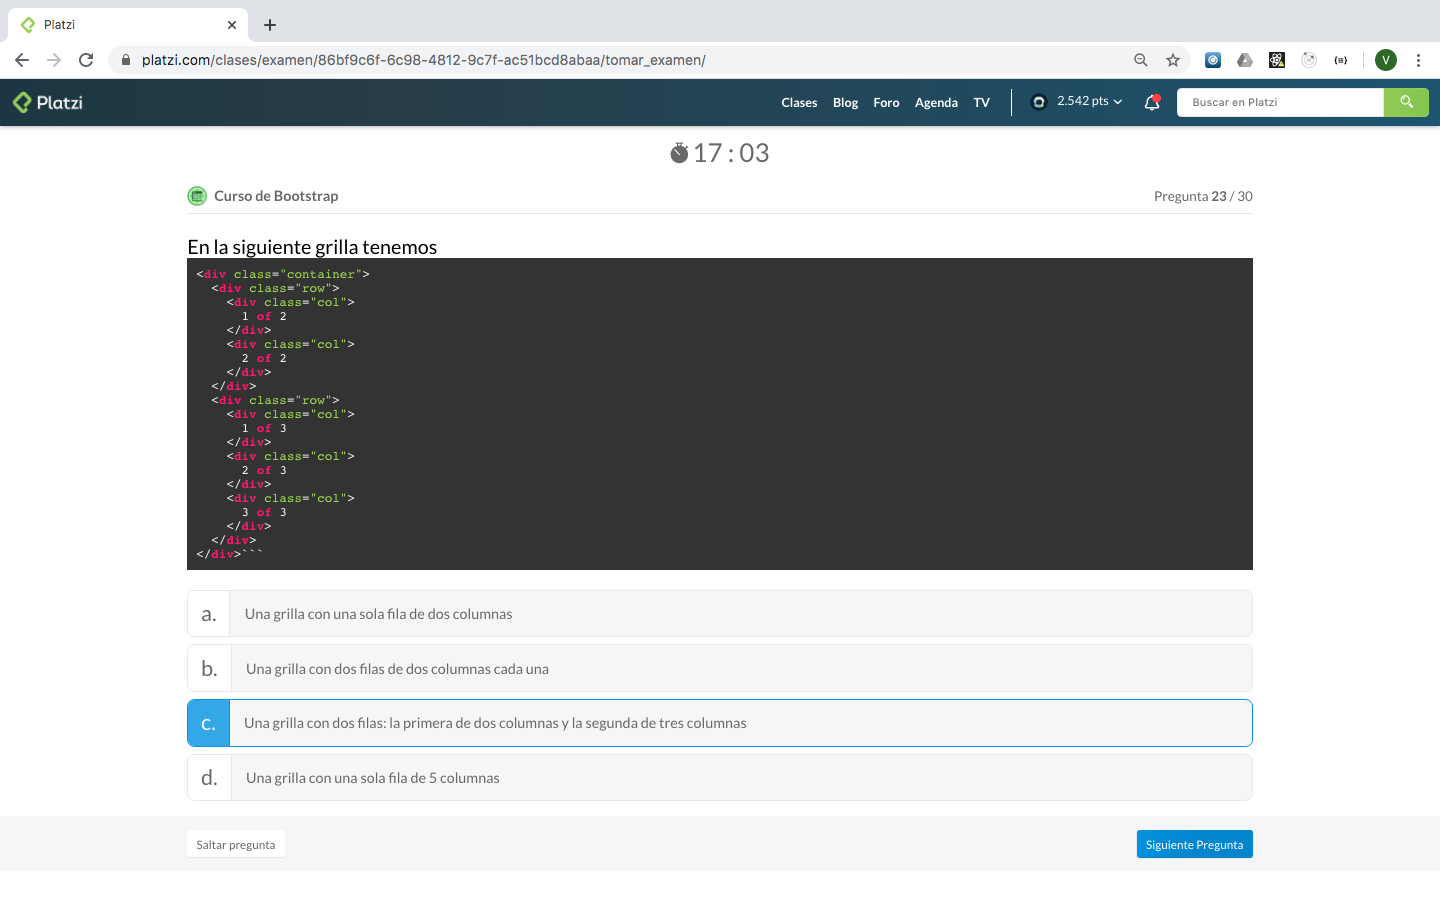 Platzi
platzi.com/clases/examen/86bf9c6f-6c98-4812-9c7f-ac51bcd8abaa/tomar_examen/
V
Platzi
Clases Blog Foro Agenda TV 2.542 pts Buscar en Platzi
17 : 03
Curso de Bootstrap
Pregunta 23 / 30
En la siguiente grilla tenemos
<div class="container">
  <div class="row">
    <div class="col">
      1 of 2
    </div>
    <div class="col">
      2 of 2
    </div>
  </div>
  <div class="row">
    <div class="col">
      1 of 3
    </div>
    <div class="col">
      2 of 3
    </div>
    <div class="col">
      3 of 3
    </div>
  </div>
</div>```
a. Una grilla con una sola fila de dos columnas
b. Una grilla con dos filas de dos columnas cada una
c. Una grilla con dos filas: la primera de dos columnas y la segunda de tres columnas
d. Una grilla con una sola fila de 5 columnas
Saltar pregunta
Siguiente Pregunta